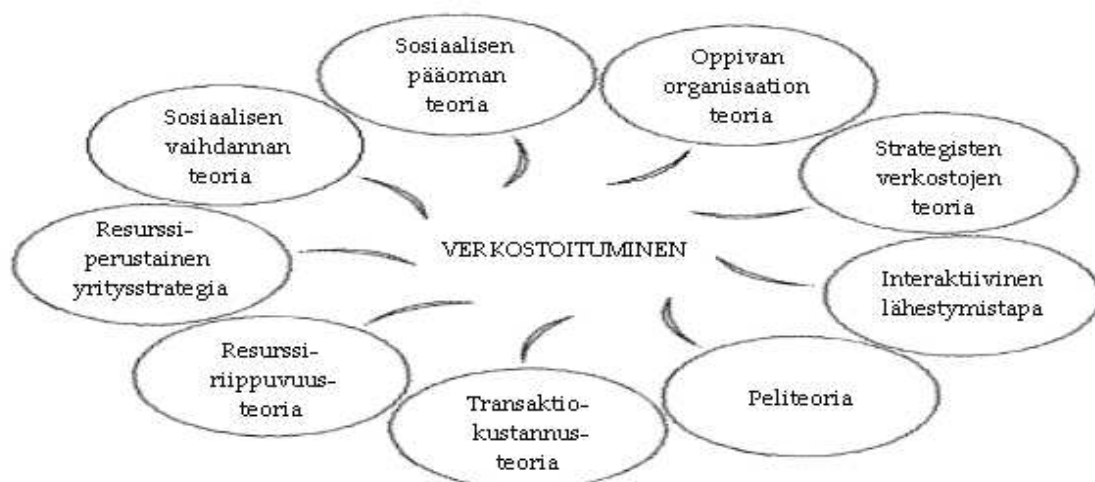 Sosiaalisen
pääoman
teoria
Oppivan
organisaation
teoria
Sosiaalisen
vaihdannan
teoria
Strategisten
verkostojen
teoria
Resurssi-
perustainen
yritysstrategia
VERKOSTOITUMINEN
Interaktiivinen
lähestymistapa
Resurssi-
riippuvuus-
teoria
Transaktio-
kustannus-
teoria
Peliteoria